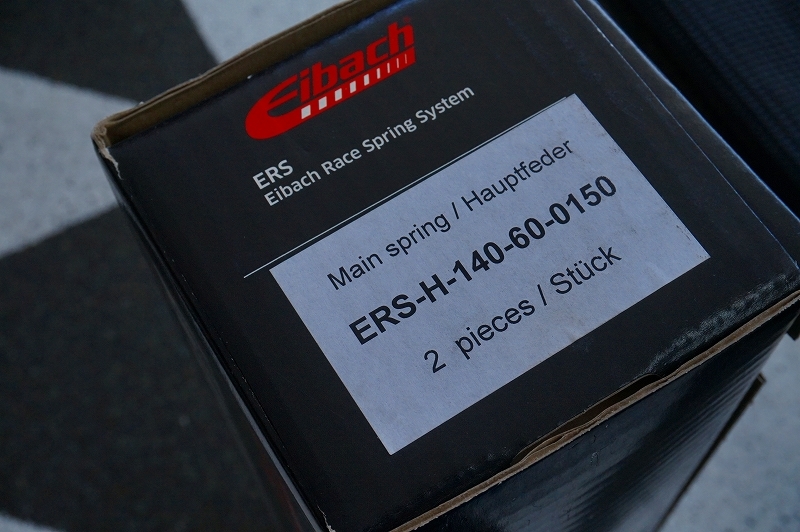 Eibach
ERS
Eibach Race Spring System
Main spring / Hauptfeder
ERS-H-140-60-0150
2 pieces / Stück